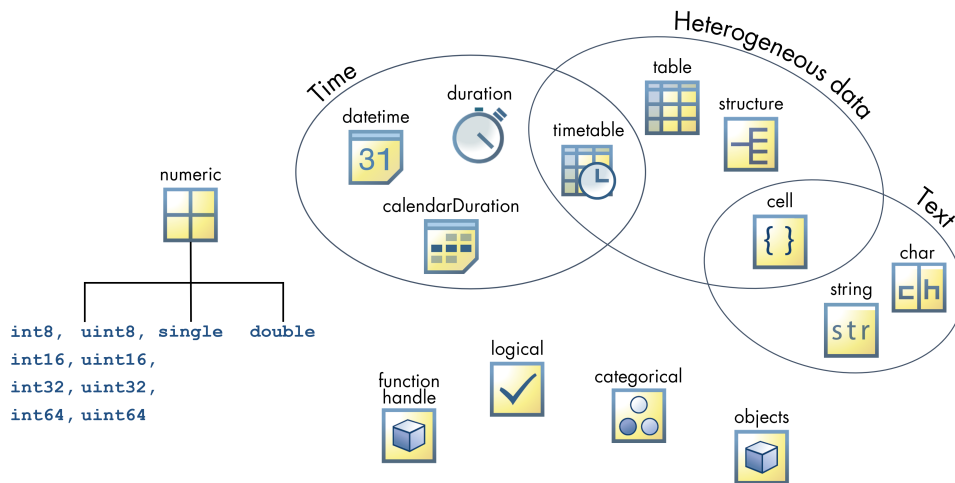 Time
Heterogeneous data
Text
numeric
int8, uint8, single double
int16, uint16,
int32, uint32,
int64, uint64
datetime
31
duration
calendarDuration
timetable
table
structure
cell
{ }
char
ch
string
str
function
handle
logical
categorical
objects